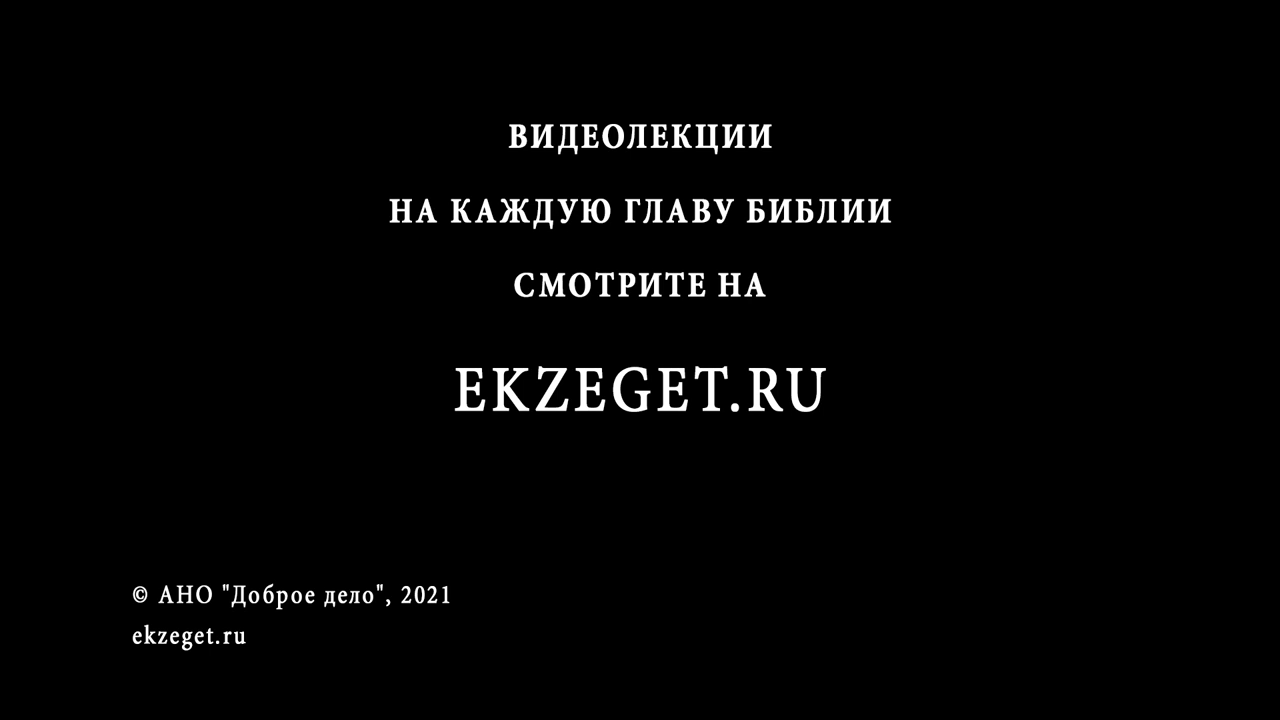 ВИДЕОЛЕКЦИИ
НА КАЖДУЮ ГЛАВУ БИБЛИИ
СМОТРИТЕ НА
EKZEGET.RU
© АНО "Доброе дело", 2021
ekzeget.ru